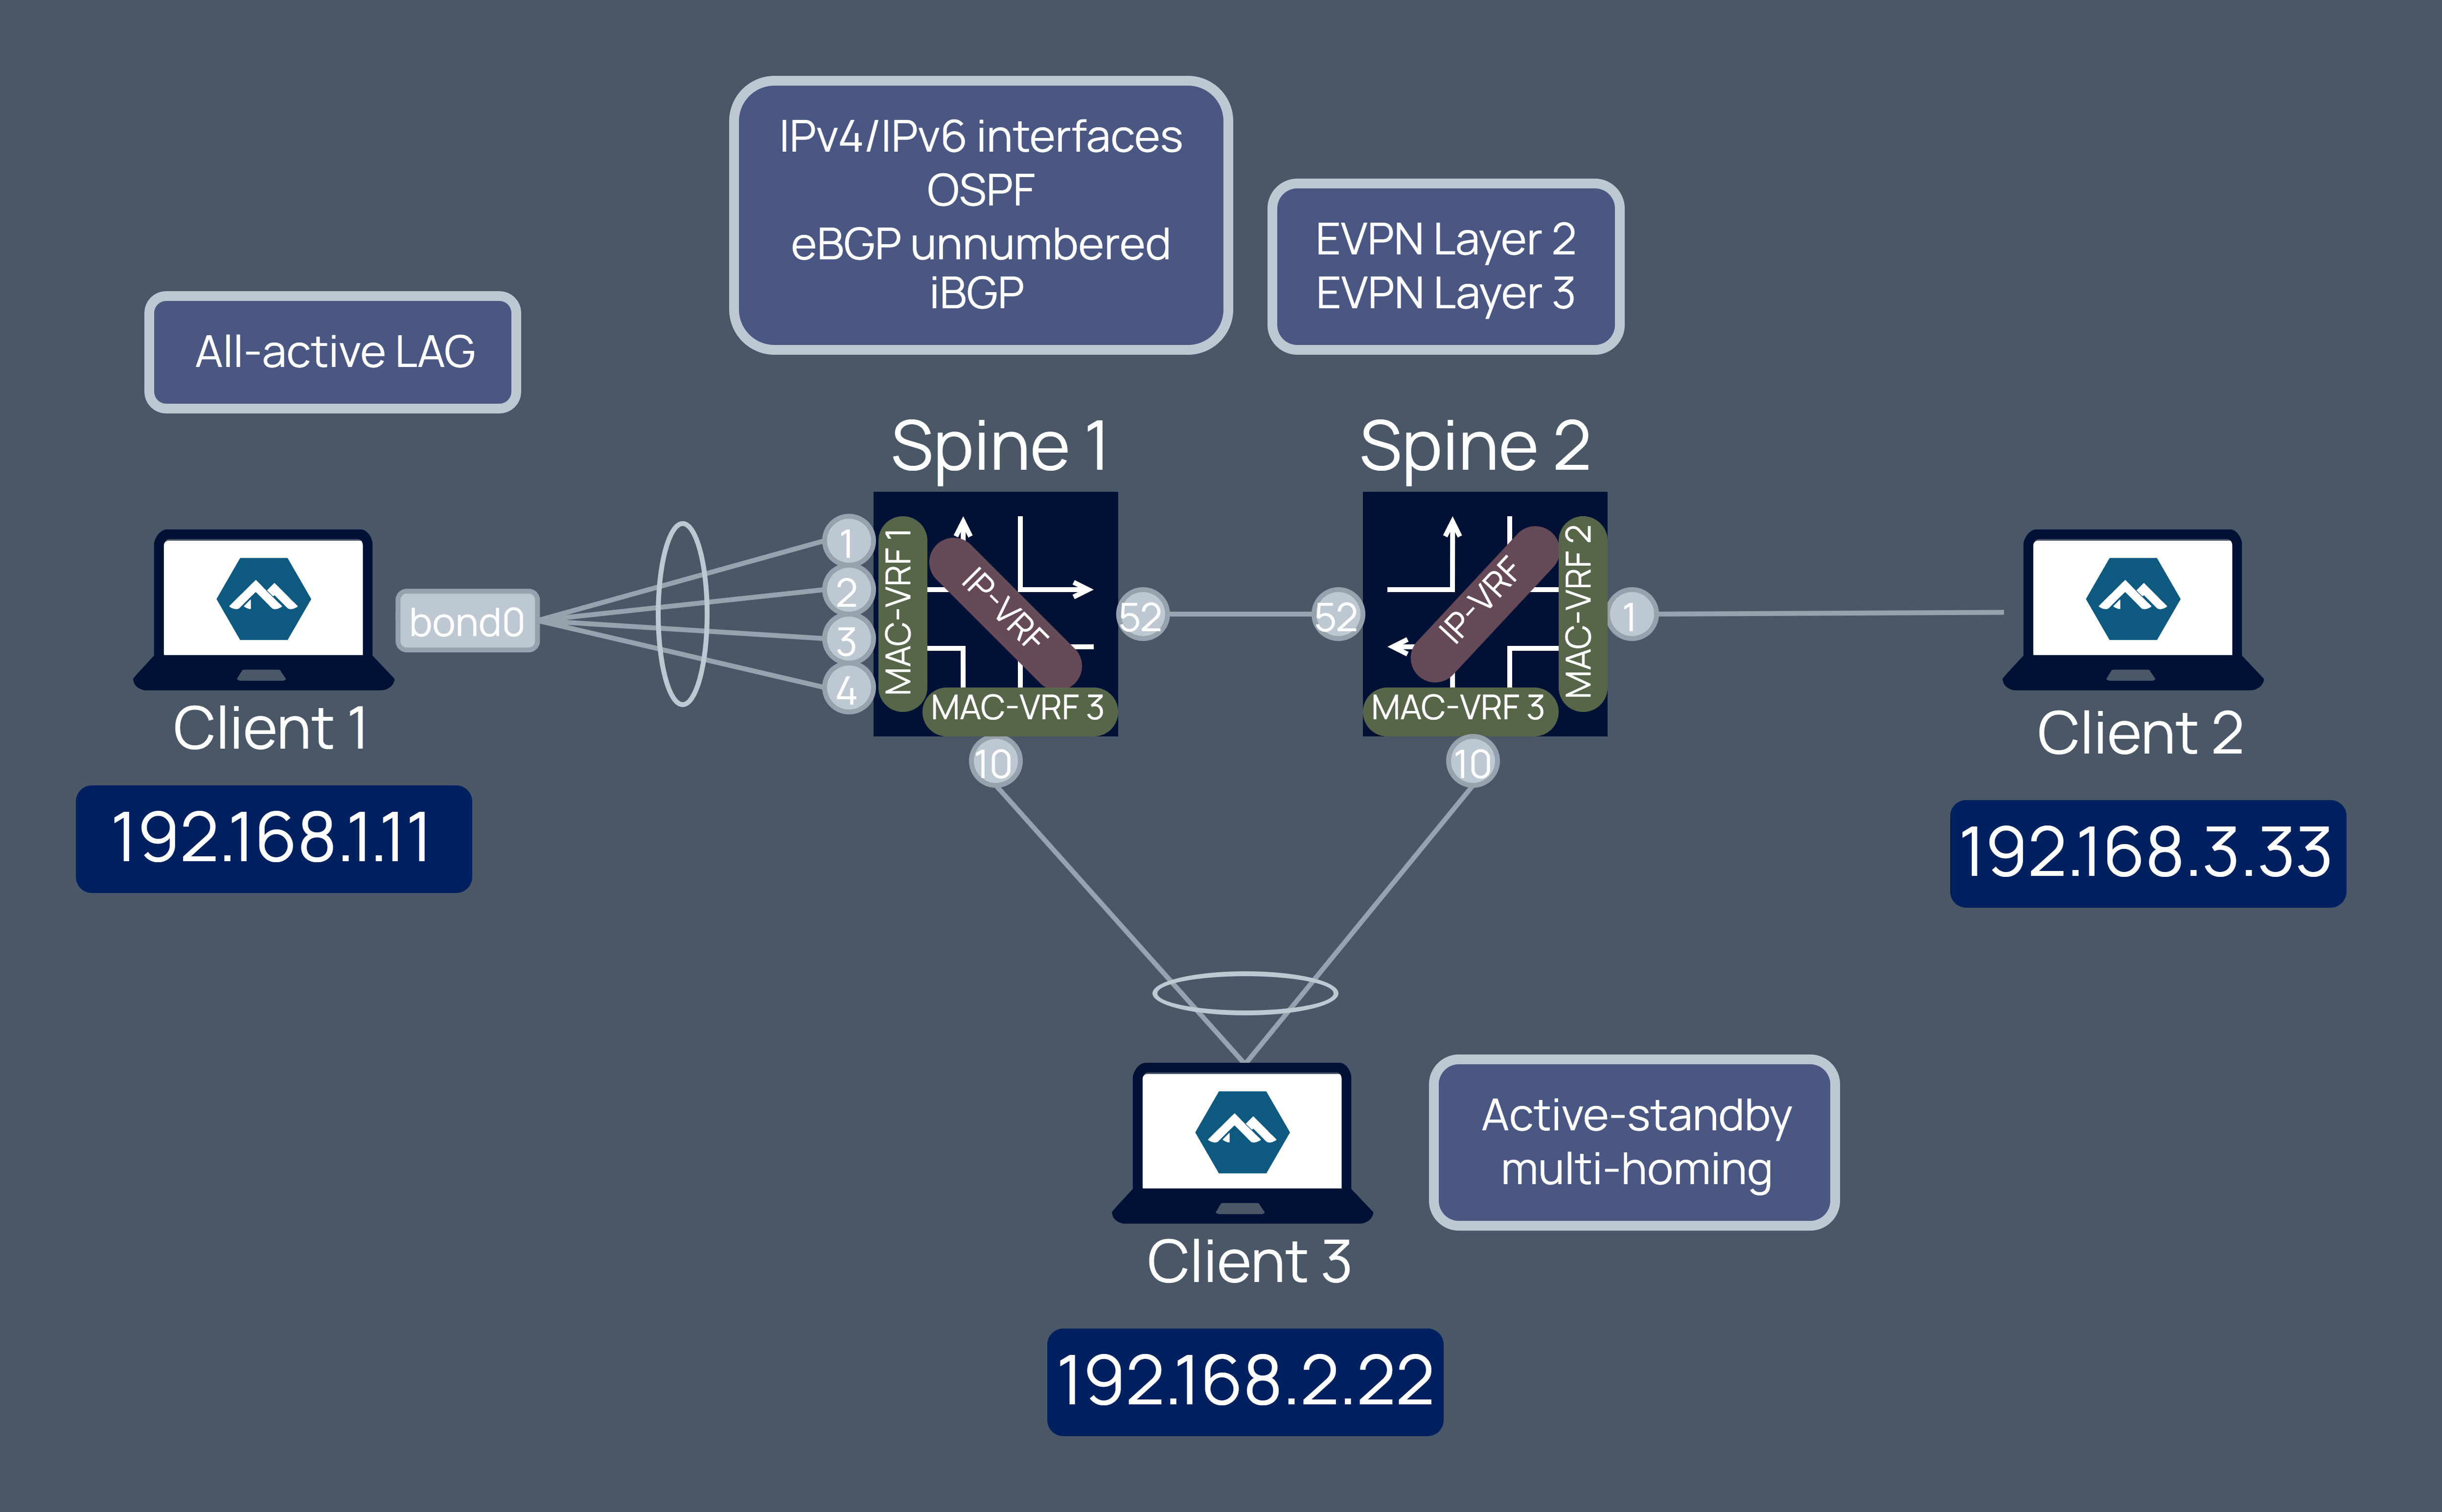 IPv4/IPv6 interfaces
OSPF
eBGP unnumbered
iBGP
EVPN Layer 2
EVPN Layer 3
All-active LAG
Spine 1
Spine 2
bond0
1
2
3
4
MAC-VRF 1
IP-VRF
MAC-VRF 3
52
10
52
IP-VRF
MAC-VRF 2
MAC-VRF 3
1
10
Client 1
192.168.1.11
Client 2
192.168.3.33
Active-standby
multi-homing
Client 3
192.168.2.22